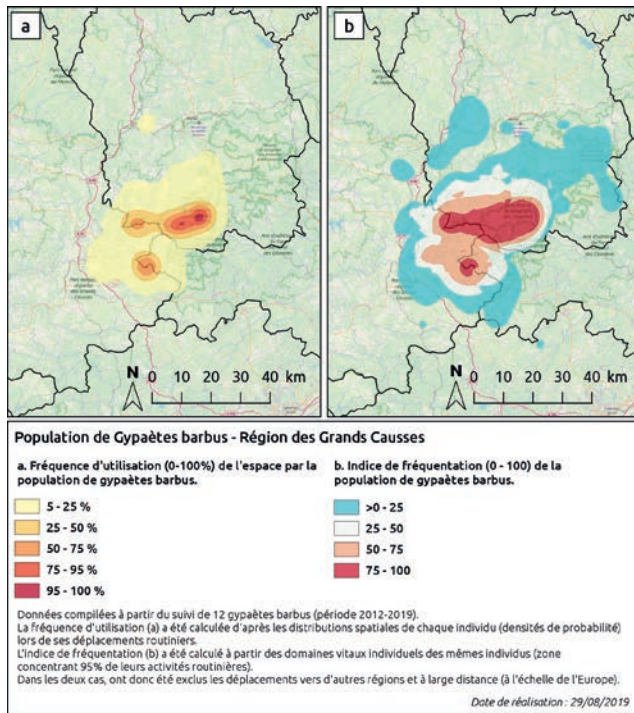 a
b
N
0 10 20 30 40 km
N
0 10 20 30 40 km
Population de Gypaètes barbus - Région des Grands Causses
a. Fréquence d'utilisation (0-100%) de l'espace par la
population de gypaètes barbus.
5 - 25 %
25 - 50 %
50 - 75 %
75 - 95 %
95 - 100 %
b. Indice de fréquentation (0 - 100) de la
population de gypaètes barbus.
>0 - 25
25 - 50
50 - 75
75 - 100
Données compilées à partir du suivi de 12 gypaètes barbus (période 2012-2019).
La fréquence d'utilisation (a) a été calculée d'après les distributions spatiales de chaque individu (densités de probabilité)
lors de ses déplacements routiniers.
L'indice de fréquentation (b) a été calculé à partir des domaines vitaux individuels des mêmes individus (zone
concentrant 95% de leurs activités routinières).
Dans les deux cas, ont donc été exclus les déplacements vers d'autres régions et à large distance (à l'échelle de l'Europe).
Date de réalisation : 29/08/2019